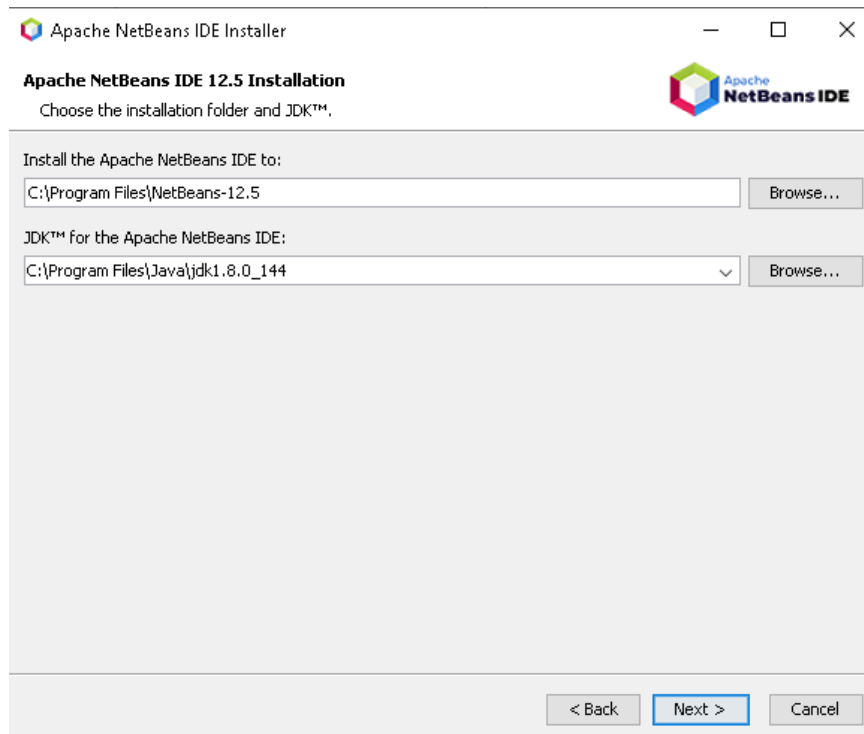 Apache NetBeans IDE Installer
Apache NetBeans IDE 12.5 Installation
Choose the installation folder and JDK™.
Apache
NetBeans IDE
Install the Apache NetBeans IDE to:
C:\Program Files\NetBeans-12.5
Browse...
JDK™ for the Apache NetBeans IDE:
C:\Program Files\Java\jdk1.8.0_144
Browse...
< Back
Next >
Cancel